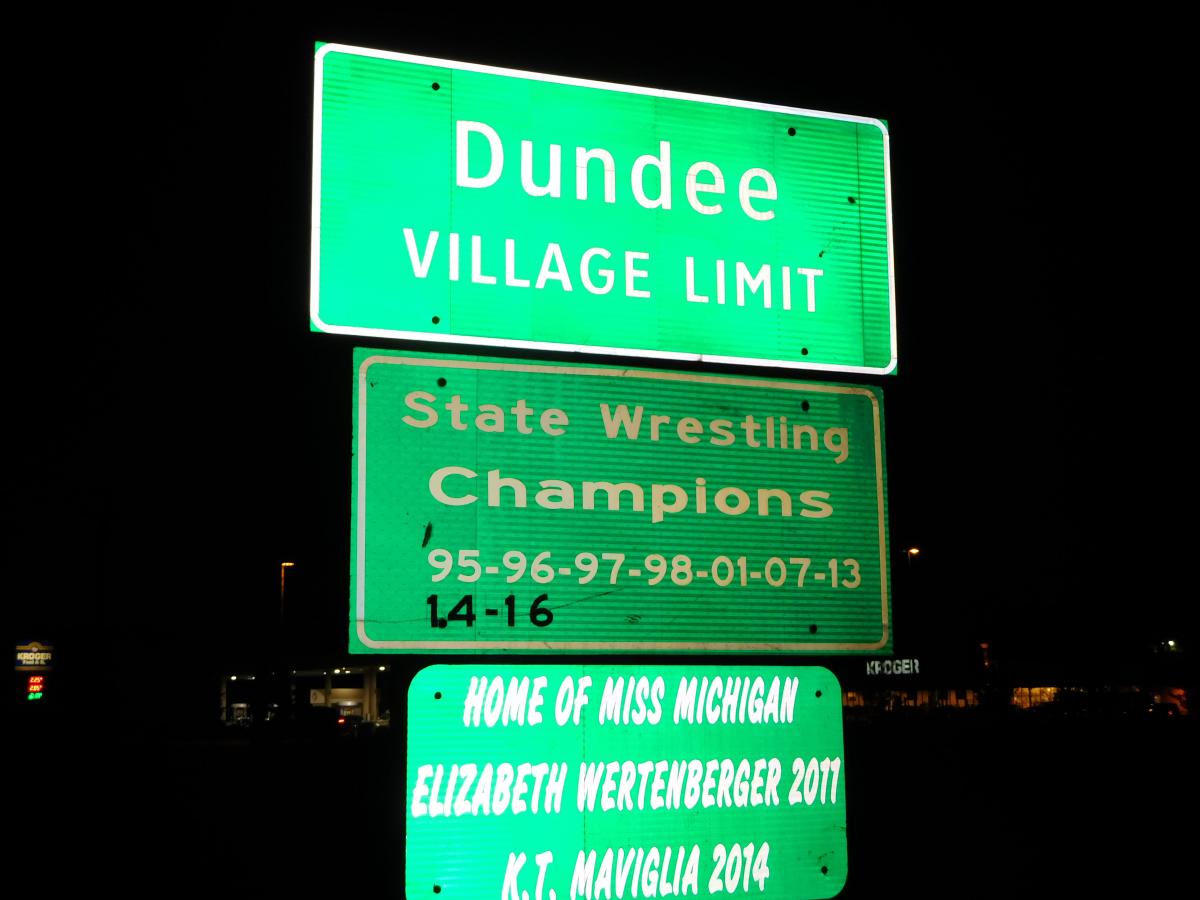 Dundee
VILLAGE LIMIT
State Wrestling
Champions
95-96-97-98-01-07-13
14-16
HOME OF MISS MICHIGAN
ELIZABETH WERTENBERGER 2011
K.T. MAVIGLIA 2014
KROGER
KROGER